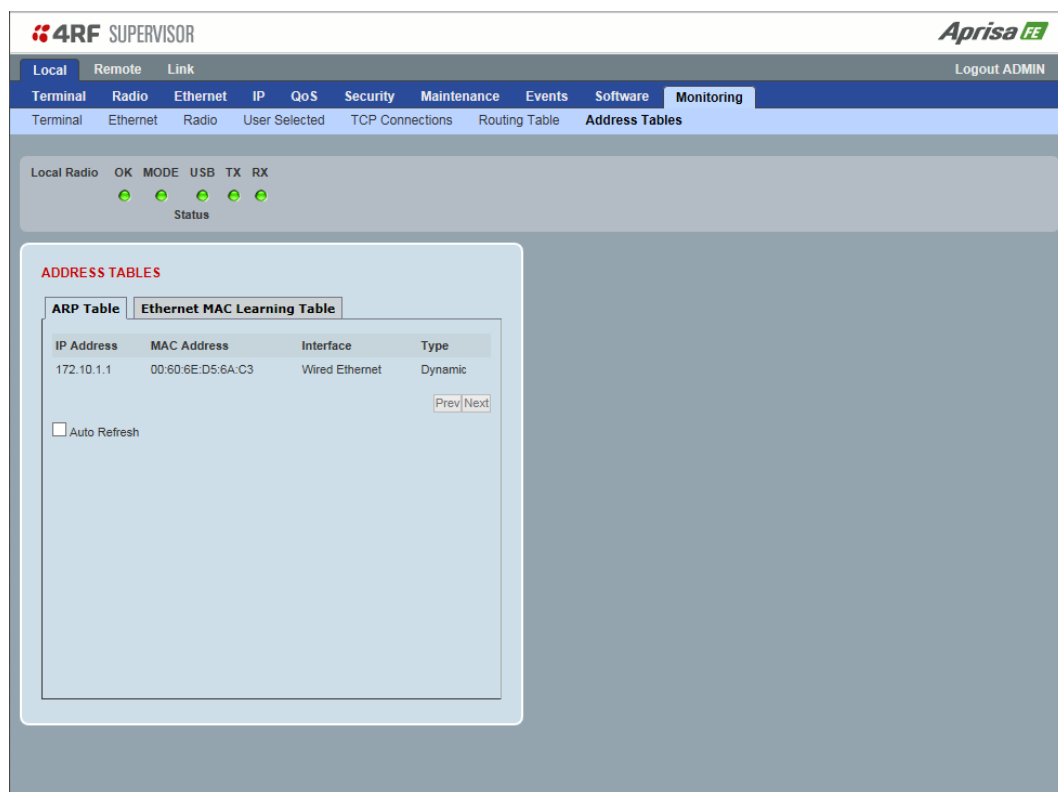 4RF SUPERVISOR
Aprisa FE
Local Remote Link Logout ADMIN
Terminal Radio Ethernet IP QoS Security Maintenance Events Software Monitoring
Terminal Ethernet Radio User Selected TCP Connections Routing Table Address Tables
Local Radio OK MODE USB TX RX
Status
ADDRESS TABLES
ARP Table Ethernet MAC Learning Table
IP Address MAC Address Interface Type
172.10.1.1 00:60:6E:D5:6A:C3 Wired Ethernet Dynamic
Prev Next
Auto Refresh